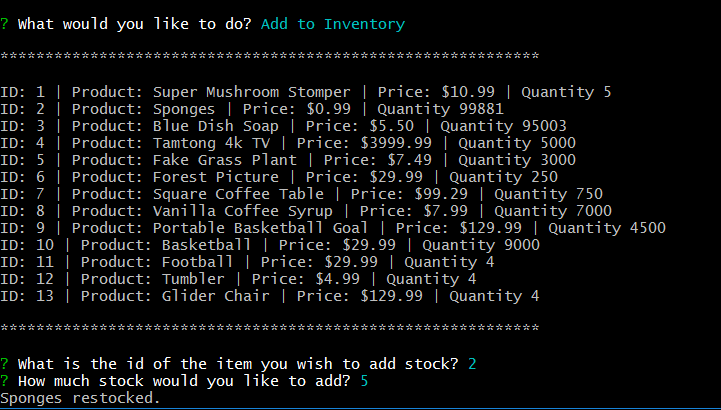 ? What would you like to do? Add to Inventory
************************************************************
ID: 1 | Product: Super Mushroom Stomper | Price: $10.99 | Quantity 5
ID: 2 | Product: Sponges | Price: $0.99 | Quantity 99881
ID: 3 | Product: Blue Dish Soap | Price: $5.50 | Quantity 95003
ID: 4 | Product: Tamtong 4k TV | Price: $3999.99 | Quantity 5000
ID: 5 | Product: Fake Grass Plant | Price: $7.49 | Quantity 3000
ID: 6 | Product: Forest Picture | Price: $29.99 | Quantity 250
ID: 7 | Product: Square Coffee Table | Price: $99.29 | Quantity 750
ID: 8 | Product: Vanilla Coffee Syrup | Price: $7.99 | Quantity 7000
ID: 9 | Product: Portable Basketball Goal | Price: $129.99 | Quantity 4500
ID: 10 | Product: Basketball | Price: $29.99 | Quantity 9000
ID: 11 | Product: Football | Price: $29.99 | Quantity 4
ID: 12 | Product: Tumbler | Price: $4.99 | Quantity 4
ID: 13 | Product: Glider Chair | Price: $129.99 | Quantity 4
************************************************************
? What is the id of the item you wish to add stock? 2
? How much stock would you like to add? 5
Sponges restocked.